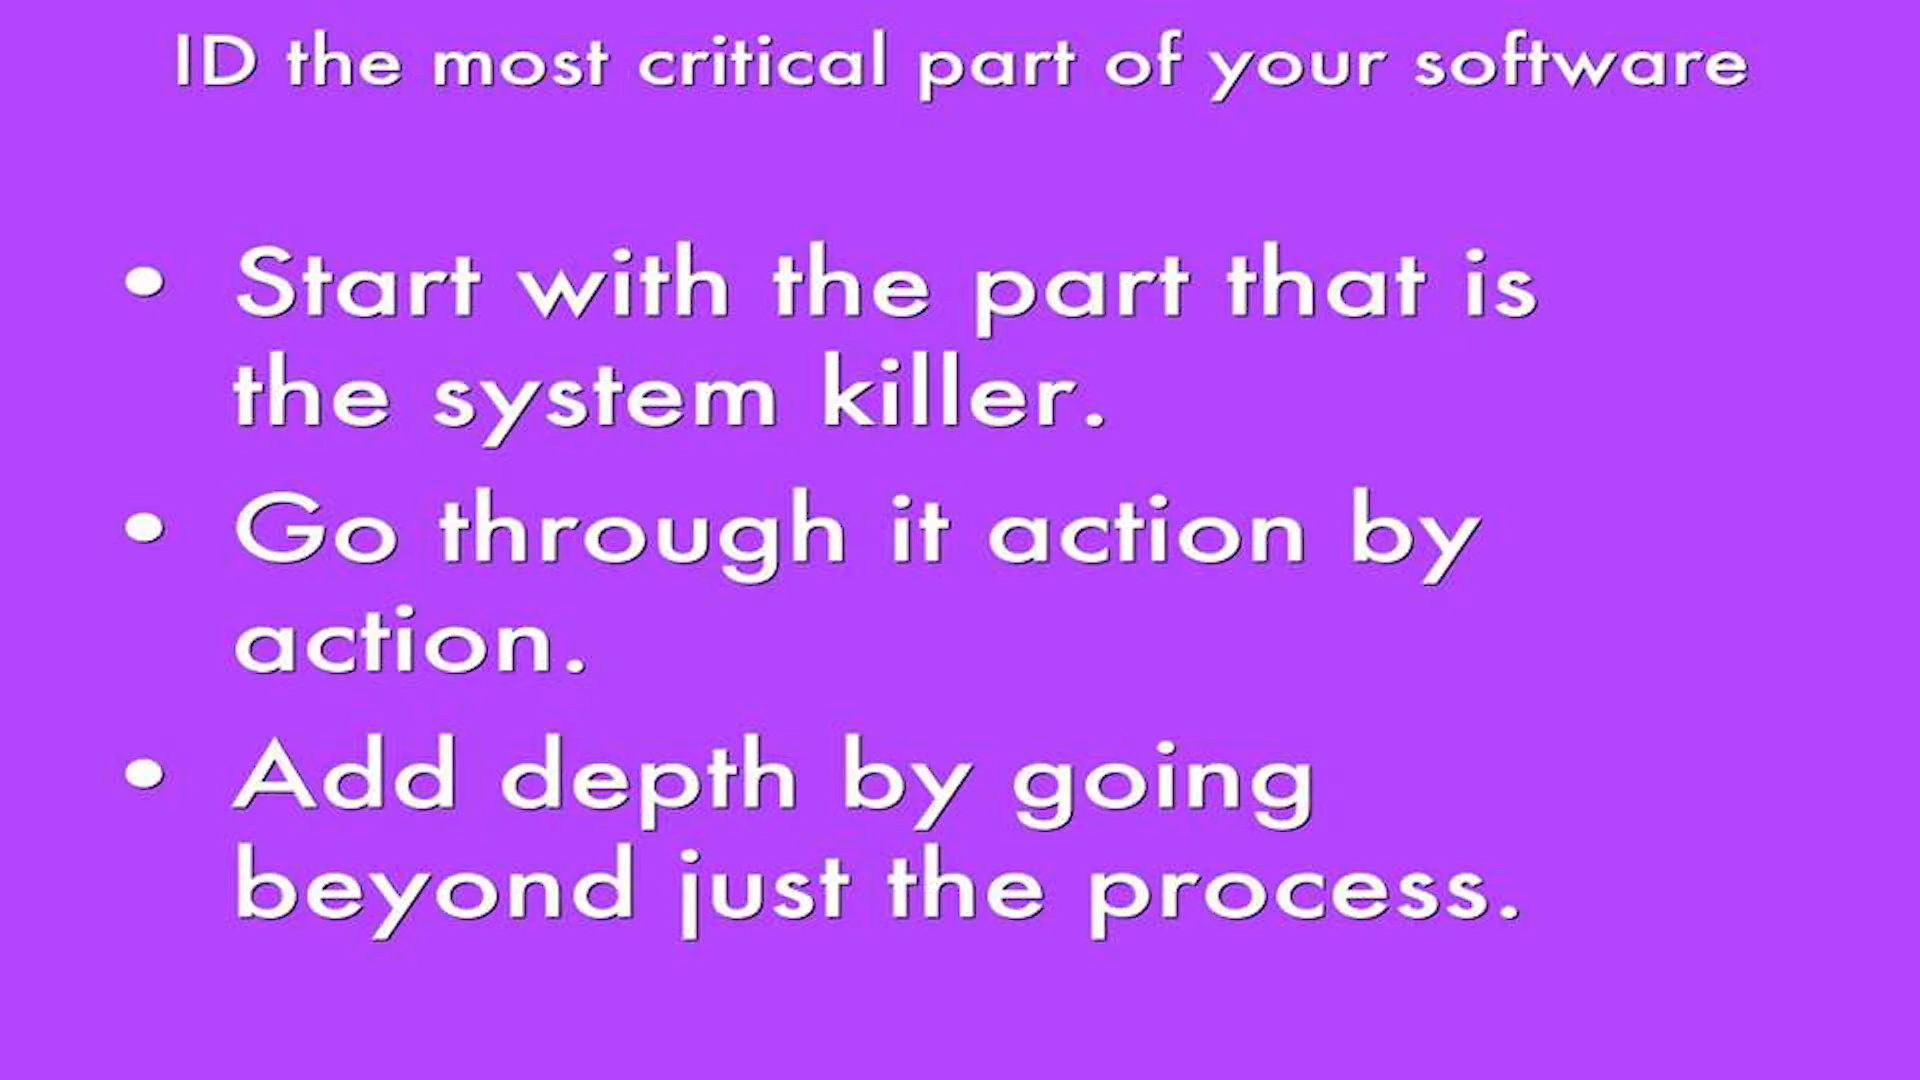 ID the most critical part of your software
• Start with the part that is
the system killer.
• Go through it action by
action.
• Add depth by going
beyond just the process.